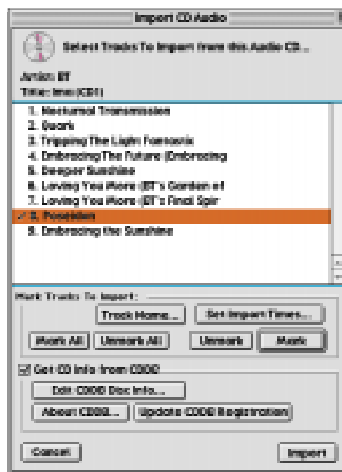 Import CD Audio
Select Tracks To Import from this Audio CD...
Artist: BT
Title: Ima (CD1)
1. Nocturnal Transmission
2. Quark
3. Tripping The Light Fantastic
4. Embracing The Future (Embracing
5. Deeper Sunshine
6. Loving You More (BT's Garden of
7. Loving You More (BT's Final Spir
✓ 8. Poseidon
9. Embracing the Sunshine
Mark Tracks To Import:
Track Name... Set Import Times...
Mark All Unmark All Unmark Mark
Get CD Info from CDDB
Edit CDDB Disc Info...
About CDDB... Update CDDB Registration
Cancel Import